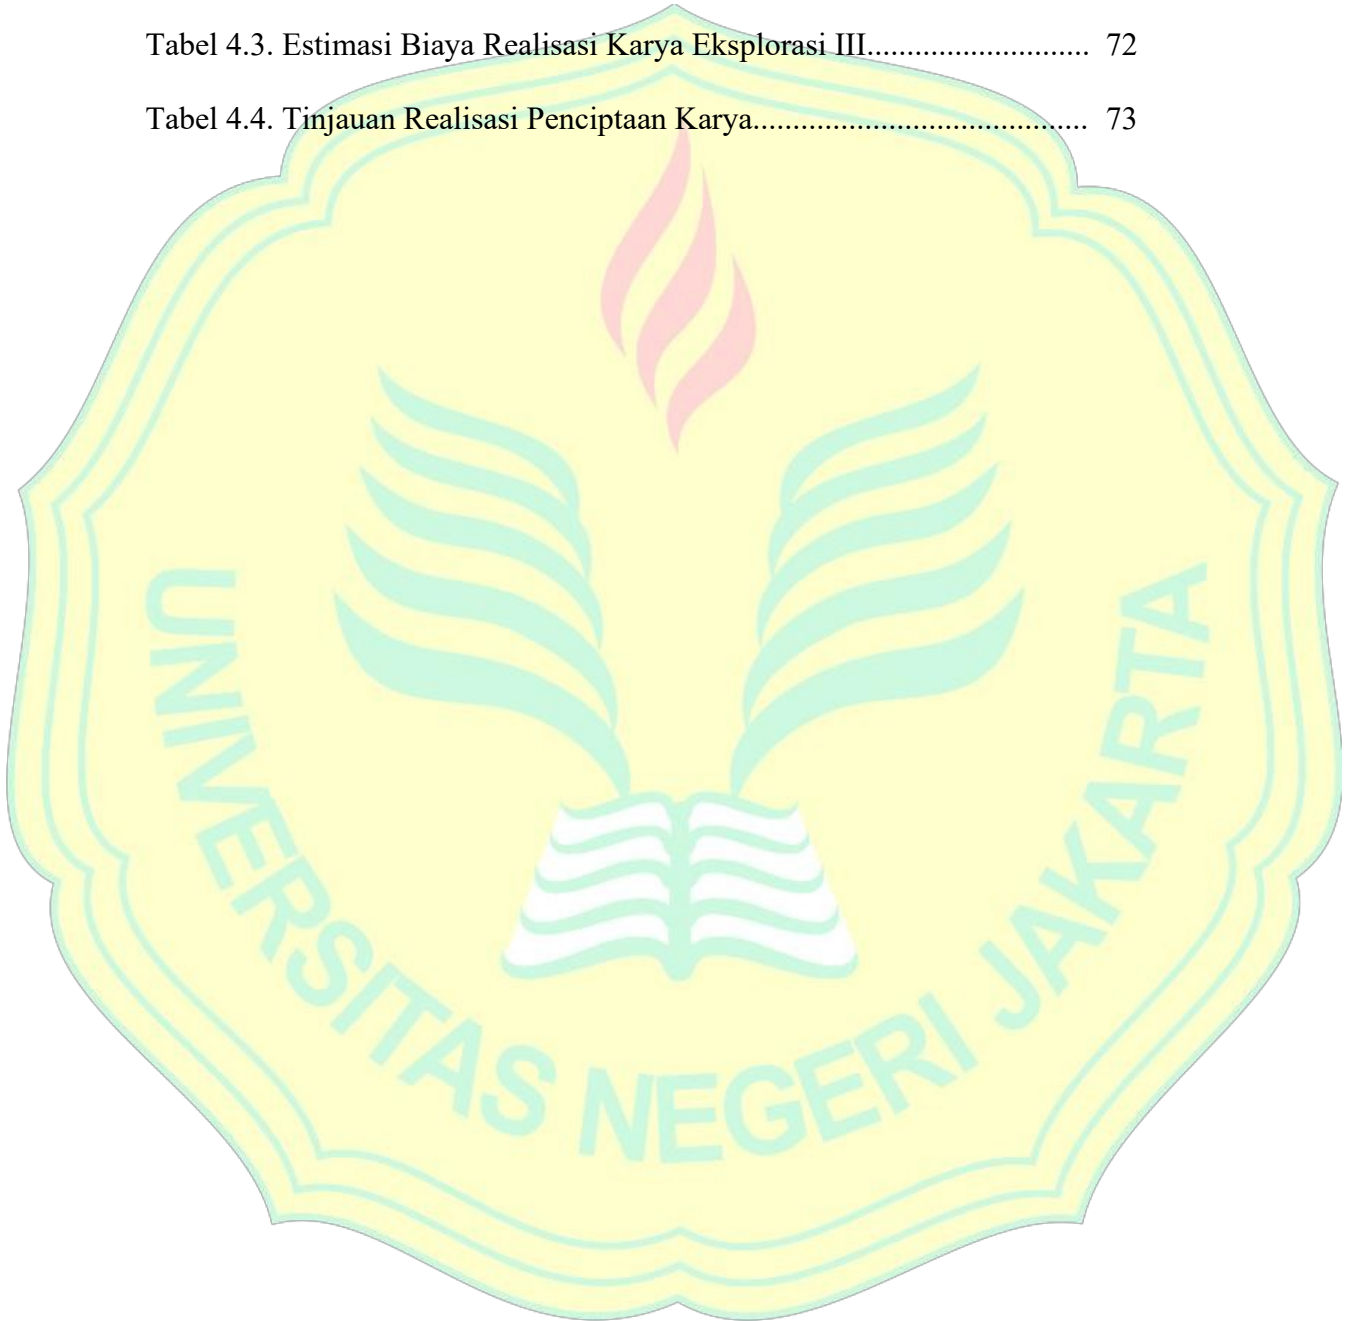 Tabel 4.3. Estimasi Biaya Realisasi Karya Eksplorasi III........................... 72
Tabel 4.4. Tinjauan Realisasi Penciptaan Karya........................................ 73
UNIVERSITAS NEGERI JAKARTA